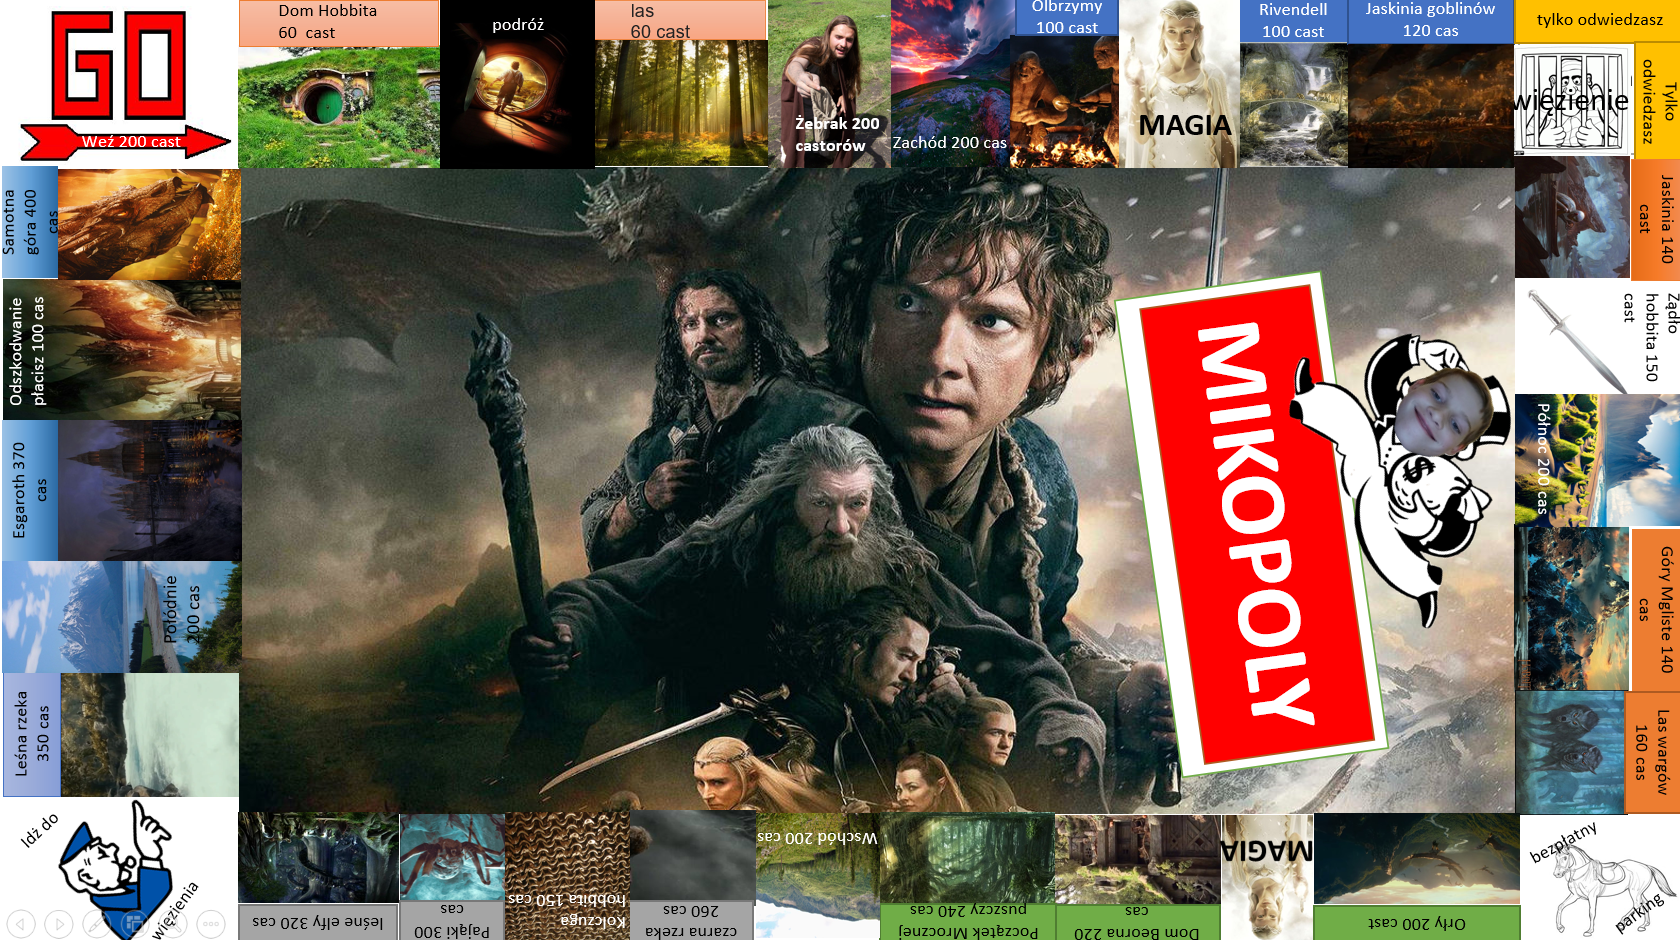 GO
Weź 200 cast
Dom Hobbita
60 cast
podróż
las
60 cast
Żebrak 200
castorów
Zachód 200 cas
Olbrzymy
100 cast
MAGIA
Rivendell
100 cast
Jaskinia goblinów
120 cas
tylko odwiedzasz
więzienie
Tylko
odwiedzasz
Jaskinia 140
cast
Żądło
hobbita 150
cast
Północ 200 cas
Góry Mgliste 140
cas
Las wargów
160 cas
bezpłatny
parking
Orły 200 cast
MAGIA
Dom Beorna 220
cas
Początek Mrocznej
puszczy 240 cas
Wschód 200 cas
czarna rzeka
260 cas
Kolczuga
hobbita 150 cas
Pająki 300
cas
leśne elfy 320 cas
Idź do
więzienia
Leśna rzeka
350 cas
Połódnie
200 cas
Esgaroth 370
cas
Odszkodwanie
płacisz 100 cas
Samotna
góra 400
cas
MIKOPOLY
$